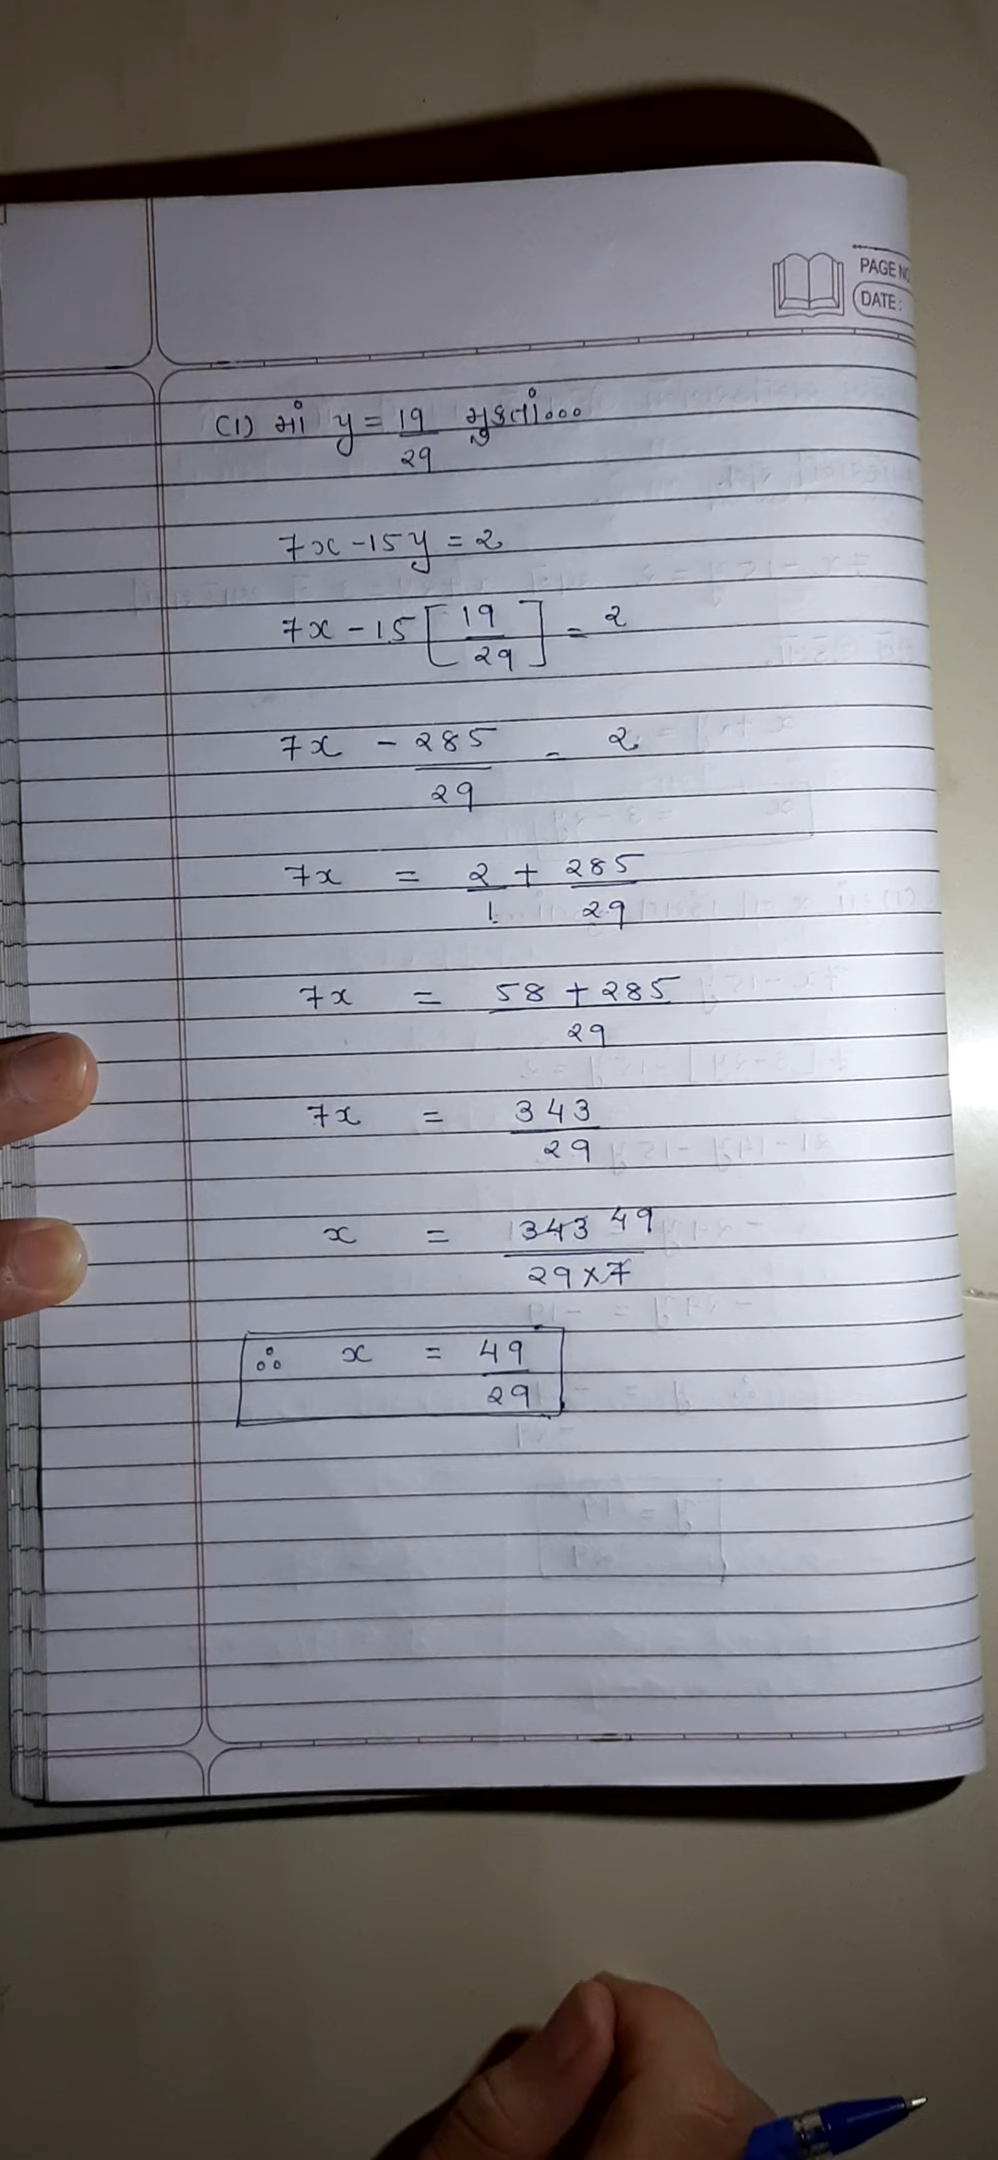 PAGE NO
DATE:
(1) માં y = 19/29 મુકતાં...
7x - 15y = 2
7x - 15 [19/29] = 2
7x - 285/29 = 2
7x = 2/1 + 285/29
7x = 58 + 285/29
7x = 343/29
x = 343 49/29 × 7
∴ x = 49/29